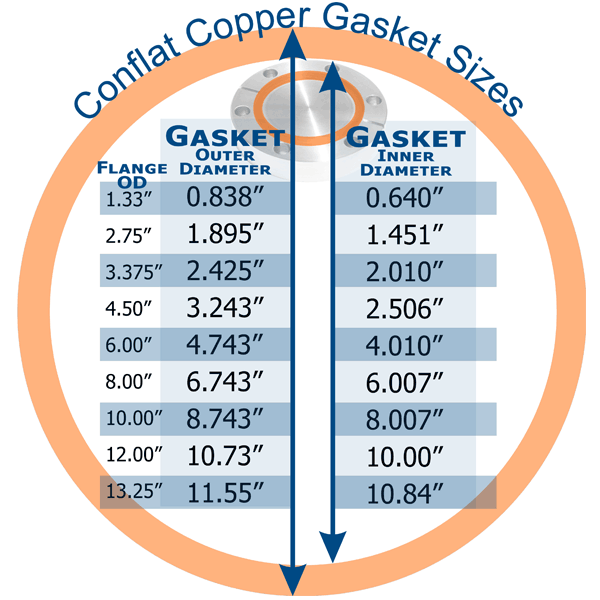 Conflat Copper Gasket Sizes
GASKET GASKET
OUTER INNER
FLANGE DIAMETER DIAMETER
OD
1.33” 0.838” 0.640”
2.75” 1.895” 1.451”
3.375” 2.425” 2.010”
4.50” 3.243” 2.506”
6.00” 4.743” 4.010”
8.00” 6.743” 6.007”
10.00” 8.743” 8.007”
12.00” 10.73” 10.00”
13.25” 11.55” 10.84”